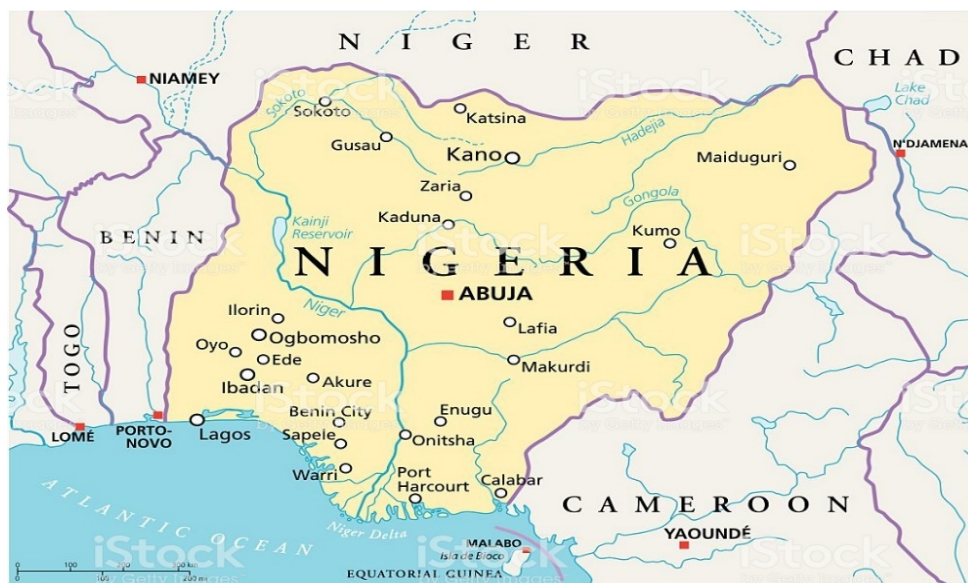 NIGER
CHAD
NIAMEY
Lake
Chad
Sokoto
Sokoto
Katsina
N'DJAMENA
Gusau
Kano
Hadejia
Maiduguri
Zaria
Gongola
Kaduna
Kainji
Reservoir
BENIN
Kumo
NIGERIA
ABUJA
Niger
Ilorin
Lafia
Ogbomosho
Oyo
Ede
Makurdi
TOGO
Ibadan
Akure
Benin City
Enugu
LOMÉ
PORTO-
NOVO
Lagos
Sapele
Onitsha
Warri
Port
Harcourt
Calabar
CAMEROON
ATLANTIC OCEAN
Niger Delta
MALABO
Isla de Bioco
YAOUNDÉ
EQUATORIAL GUINEA
iStock
by Getty Images™